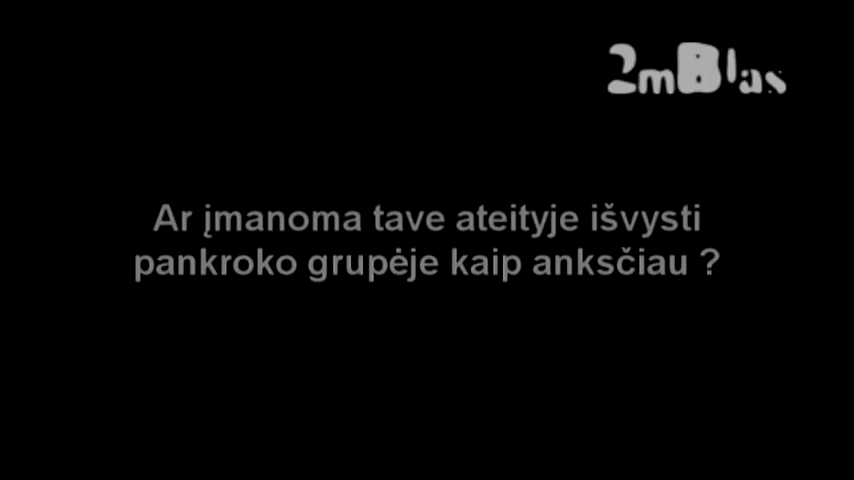 2mBlas
Ar įmanoma tave ateityje išvysti
pankroko grupėje kaip anksčiau ?